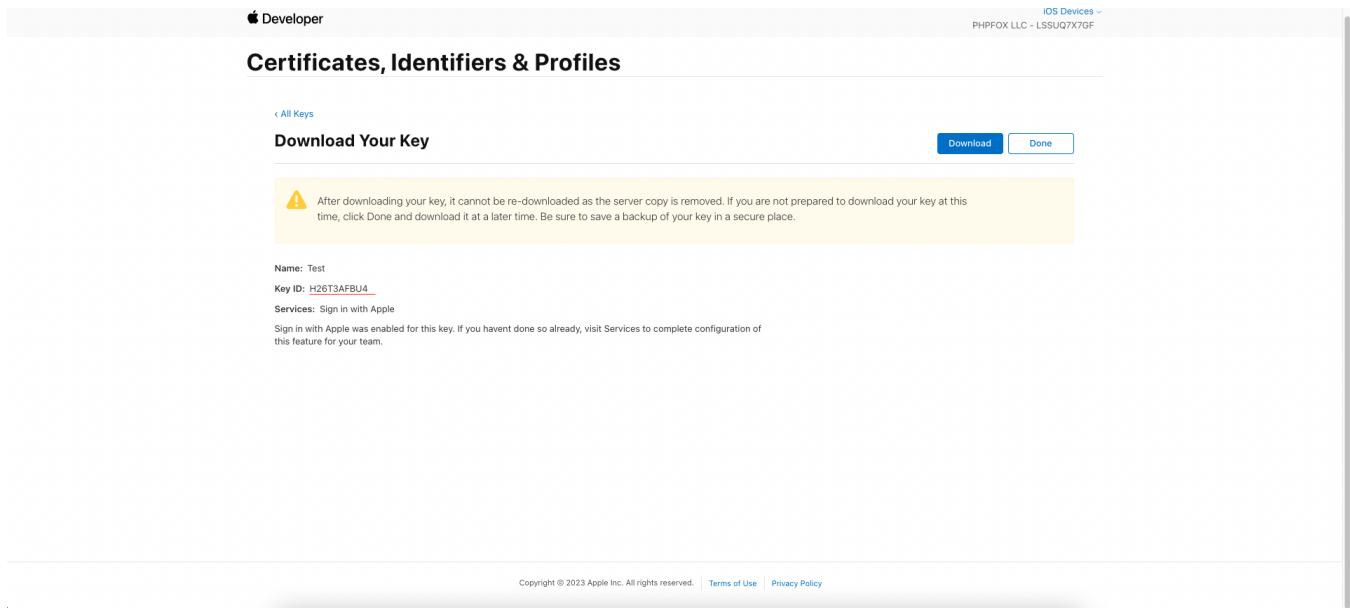 Developer
iOS Devices
PHPFOX LLC - LSSUQ7X7GF
Certificates, Identifiers & Profiles
‹ All Keys
Download Your Key
Download
Done
After downloading your key, it cannot be re-downloaded as the server copy is removed. If you are not prepared to download your key at this
time, click Done and download it at a later time. Be sure to save a backup of your key in a secure place.
Name: Test
Key ID: H26T3AFBU4
Services: Sign in with Apple
Sign in with Apple was enabled for this key. If you havent done so already, visit Services to complete configuration of
this feature for your team.
Copyright © 2023 Apple Inc. All rights reserved. Terms of Use Privacy Policy